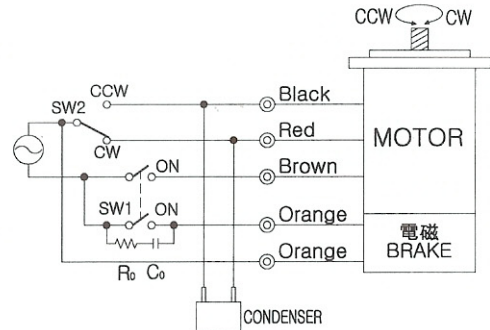 CCW CW
CCW
Black
SW2
Red
MOTOR
CW
ON
Brown
SW1
ON
Orange
電磁
BRAKE
Orange
R₀ C₀
CONDENSER